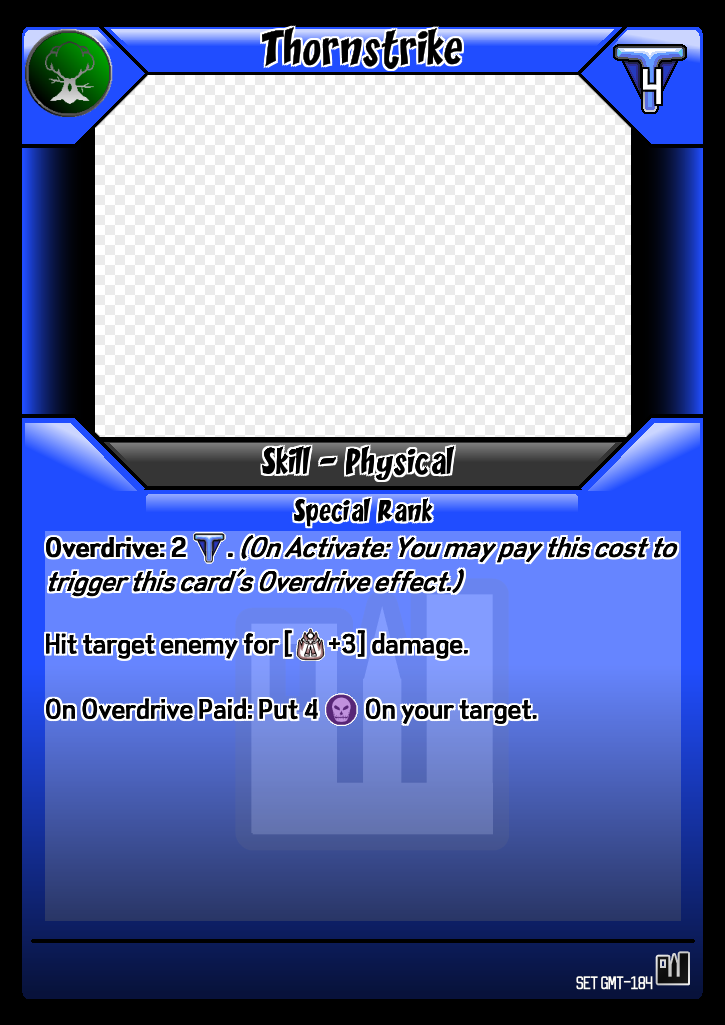 Thornstrike
4
Skill - Physical
Special Rank
Overdrive: 2 . (On Activate: You may pay this cost to
trigger this card's Overdrive effect.)
Hit target enemy for [ +3] damage.
On Overdrive Paid: Put 4 On your target.
SET GMT-184